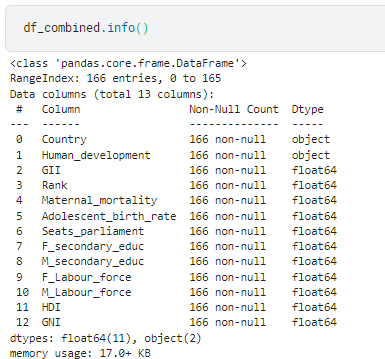 df_combined.info()
<class 'pandas.core.frame.DataFrame'>
RangeIndex: 166 entries, 0 to 165
Data columns (total 13 columns):
 #   Column                 Non-Null Count  Dtype
---  ------                 --------------  -----
 0   Country                166 non-null    object
 1   Human_development      166 non-null    object
 2   GII                    166 non-null    float64
 3   Rank                   166 non-null    float64
 4   Maternal_mortality     166 non-null    float64
 5   Adolescent_birth_rate  166 non-null    float64
 6   Seats_parliament       166 non-null    float64
 7   F_secondary_educ       166 non-null    float64
 8   M_secondary_educ       166 non-null    float64
 9   F_Labour_force         166 non-null    float64
 10  M_Labour_force         166 non-null    float64
 11  HDI                    166 non-null    float64
 12  GNI                    166 non-null    float64
dtypes: float64(11), object(2)
memory usage: 17.0+ KB